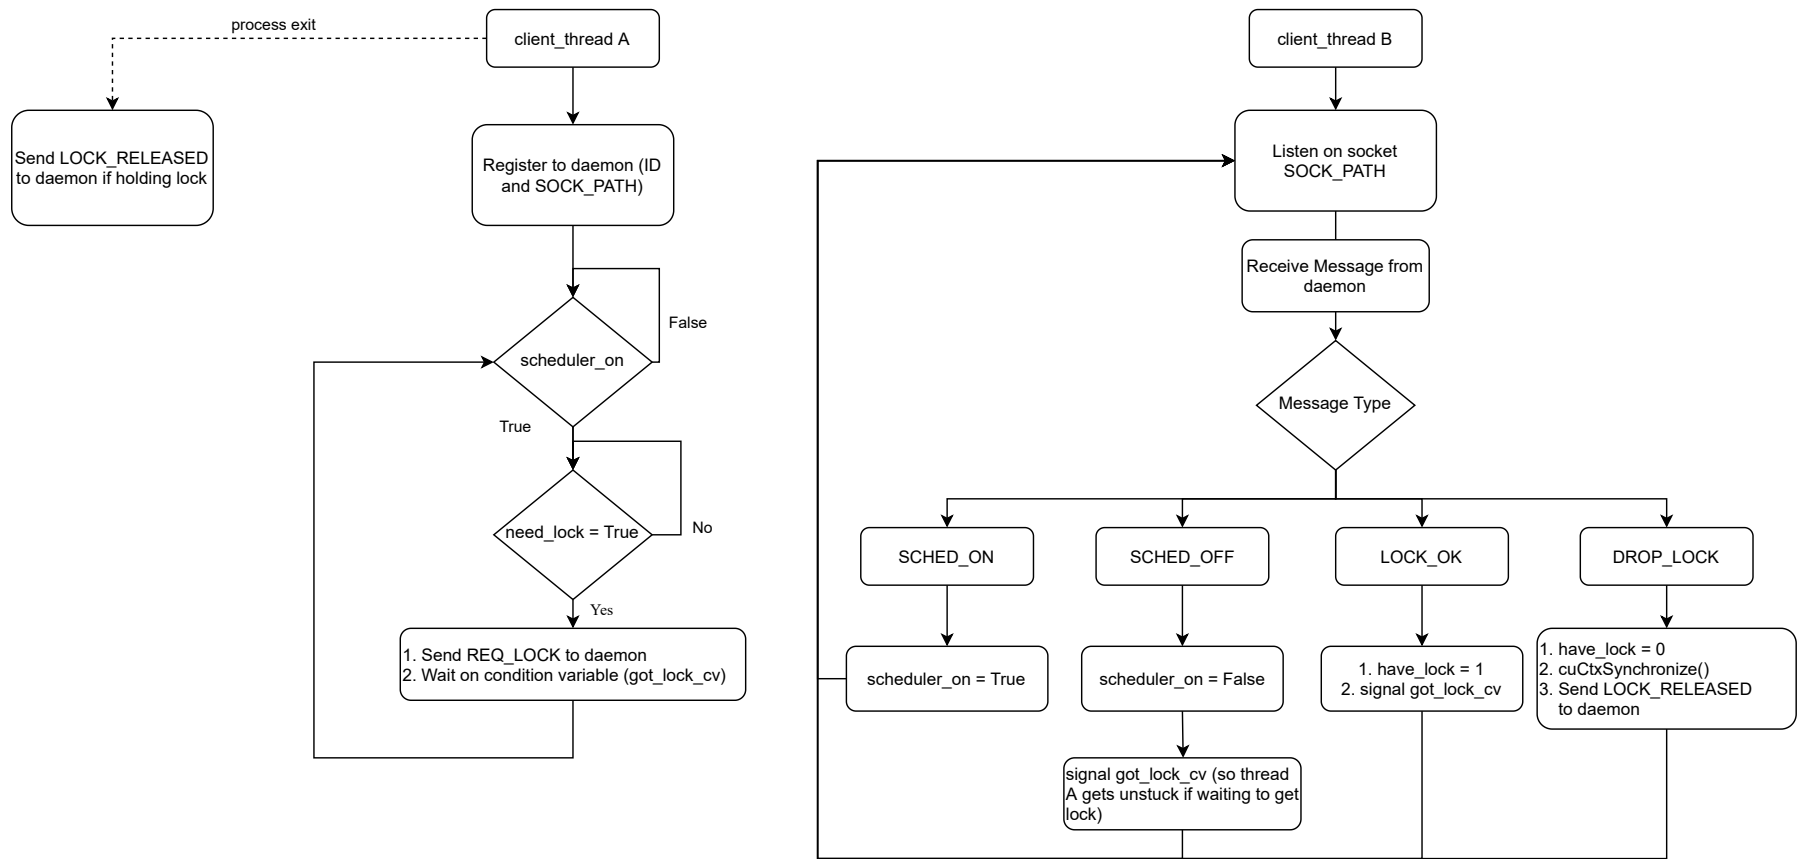 process exit
client_thread A
Send LOCK_RELEASED
to daemon if holding lock
Register to daemon (ID
and SOCK_PATH)
False
scheduler_on
True
need_lock = True
No
Yes
1. Send REQ_LOCK to daemon
2. Wait on condition variable (got_lock_cv)
client_thread B
Listen on socket
SOCK_PATH
Receive Message from
daemon
Message Type
SCHED_ON
SCHED_OFF
LOCK_OK
DROP_LOCK
scheduler_on = True
scheduler_on = False
1. have_lock = 1
2. signal got_lock_cv
1. have_lock = 0
2. cuCtxSynchronize()
3. Send LOCK_RELEASED
to daemon
signal got_lock_cv (so thread
A gets unstuck if waiting to get
lock)